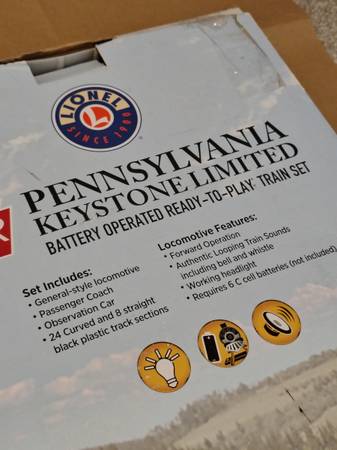 LIONEL
SINCE 1900
PENNSYLVANIA
KEYSTONE LIMITED
BATTERY OPERATED READY-TO-PLAY TRAIN SET
R
Set Includes:
• General-style locomotive
• Passenger Coach
• Observation Car
• 24 Curved and 8 straight
black plastic track sections
Locomotive Features:
• Forward Operation
• Authentic Looping Train Sounds
including bell and whistle
• Working headlight
• Requires 6 C cell batteries (not included)